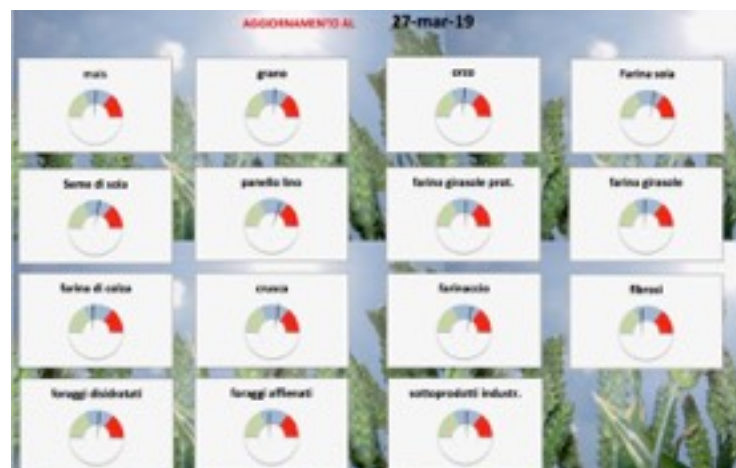 AGGIORNAMENTO AL 27-mar-19
mais grano orzo Farina soia
Seme di soia panello lino farina girasole prot. farina girasole
farina di colza crusca farinaccio fibrosi
foraggi disidratati foraggi affienati sottoprodotti industr.